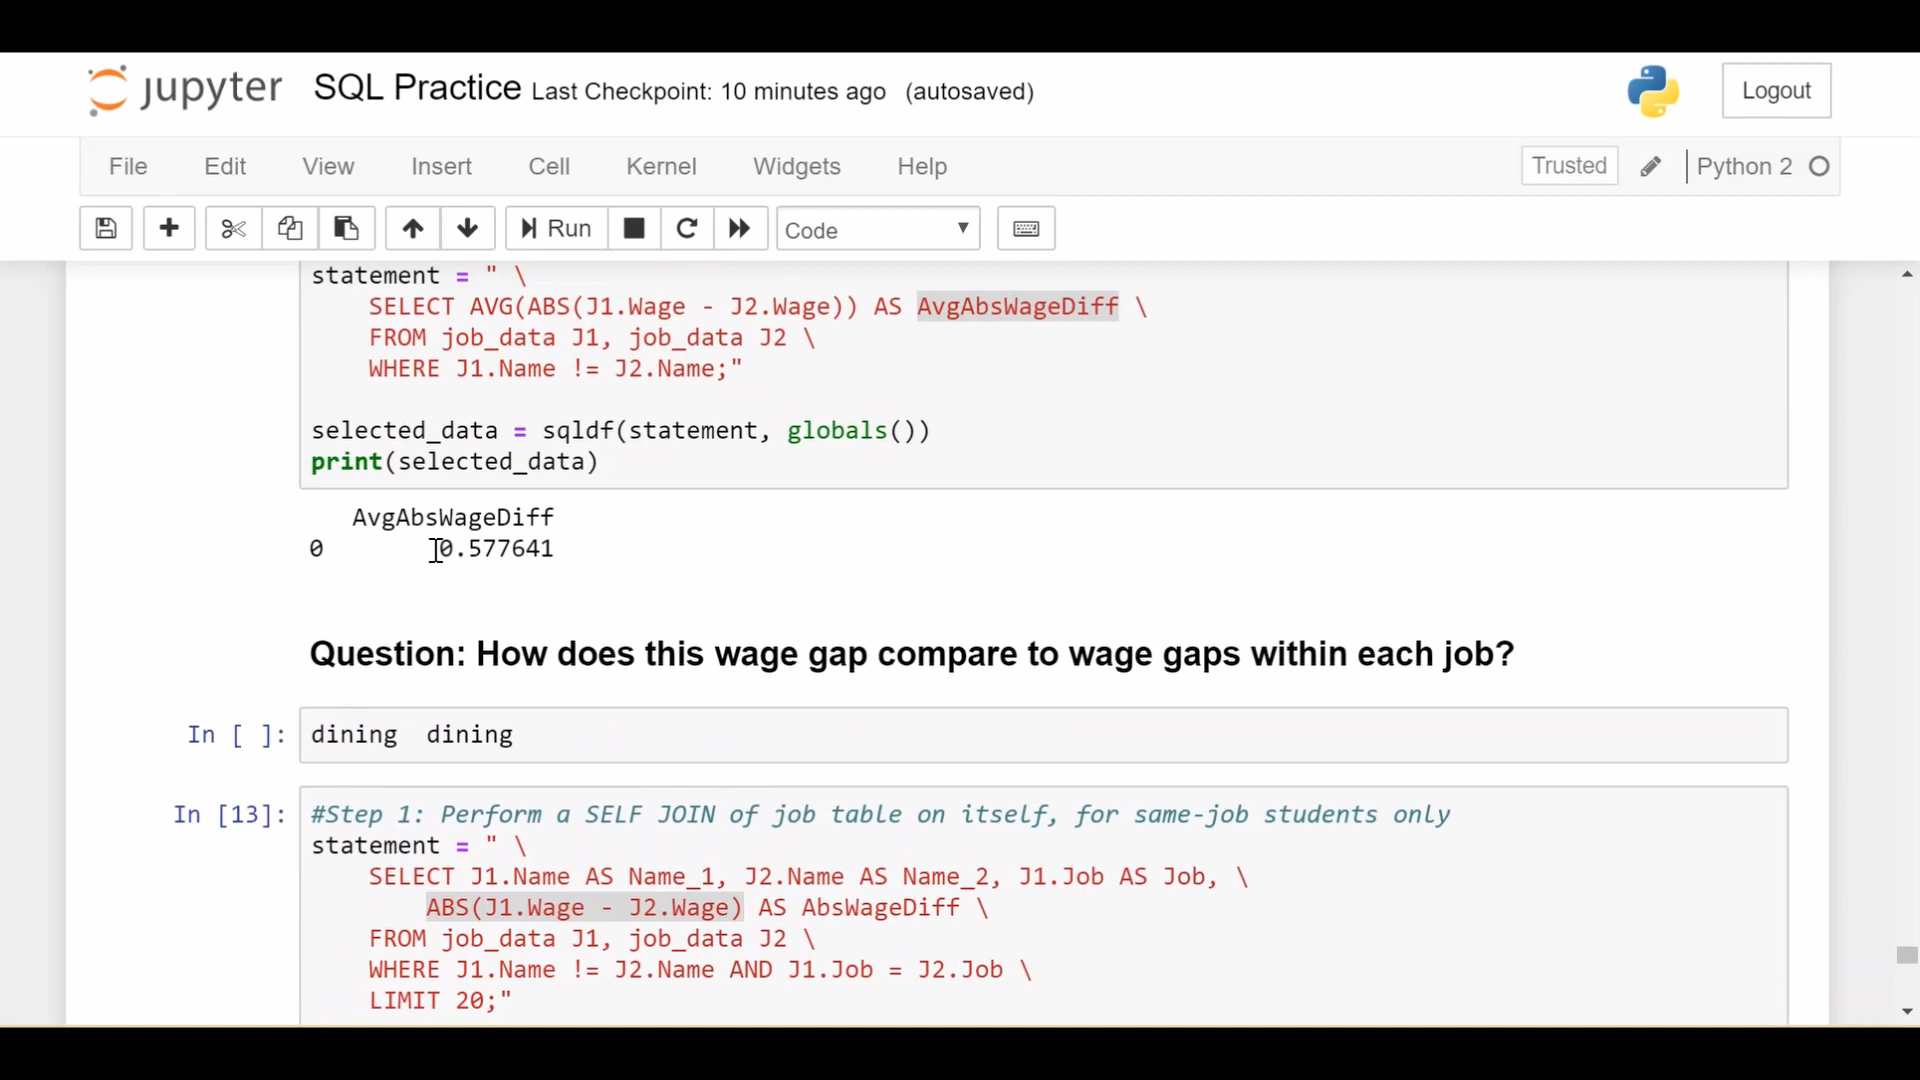 jupyter SQL Practice Last Checkpoint: 10 minutes ago (autosaved) Logout
File Edit View Insert Cell Kernel Widgets Help Trusted Python 2
Run Code
statement = " \
SELECT AVG(ABS(J1.Wage - J2.Wage)) AS AvgAbsWageDiff \
FROM job_data J1, job_data J2 \
WHERE J1.Name != J2.Name;"
selected_data = sqldf(statement, globals())
print(selected_data)
AvgAbsWageDiff
0 0.577641
Question: How does this wage gap compare to wage gaps within each job?
In [ ]: dining  dining
In [13]: #Step 1: Perform a SELF JOIN of job table on itself, for same-job students only
statement = " \
SELECT J1.Name AS Name_1, J2.Name AS Name_2, J1.Job AS Job, \
ABS(J1.Wage - J2.Wage) AS AbsWageDiff \
FROM job_data J1, job_data J2 \
WHERE J1.Name != J2.Name AND J1.Job = J2.Job \
LIMIT 20;"